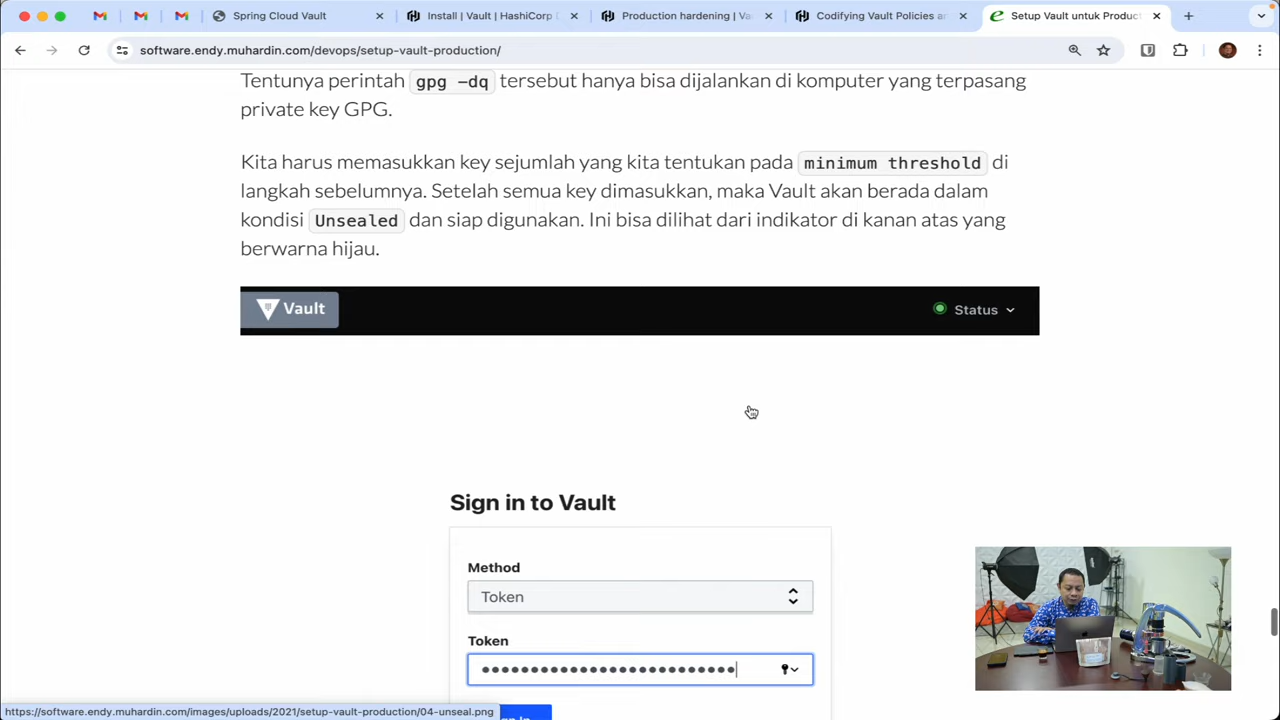 Spring Cloud Vault
Install | Vault | HashiCorp
Production hardening | Va
Codifying Vault Policies a
Setup Vault untuk Produc
software.endy.muhardin.com/devops/setup-vault-production/
Tentunya perintah gpg -dq tersebut hanya bisa dijalankan di komputer yang terpasang
private key GPG.
Kita harus memasukkan key sejumlah yang kita tentukan pada minimum threshold di
langkah sebelumnya. Setelah semua key dimasukkan, maka Vault akan berada dalam
kondisi Unsealed dan siap digunakan. Ini bisa dilihat dari indikator di kanan atas yang
berwarna hijau.
Vault
Status
Sign in to Vault
Method
Token
Token
https://software.endy.muhardin.com/images/uploads/2021/setup-vault-production/04-unseal.png